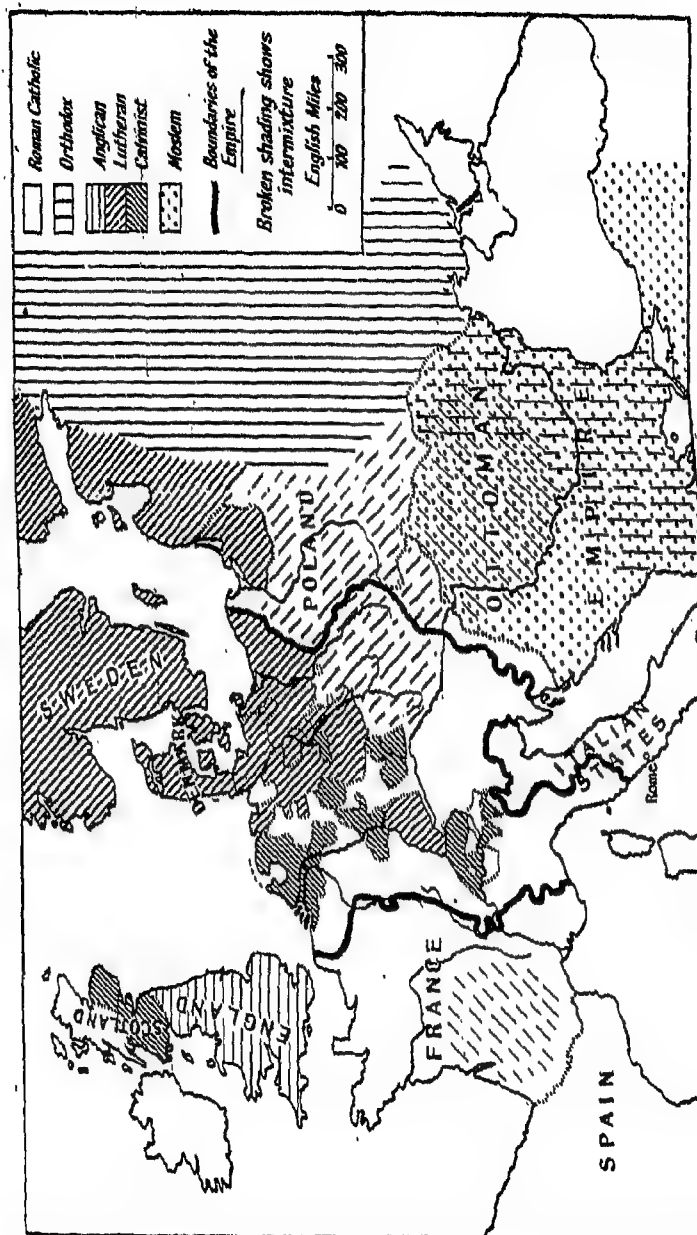 Roman Catholic
Orthodox
Anglican
Lutheran
Calvinist
Moslem
Boundaries of the
Empire
Broken shading shows
intermixture
English Miles
0 100 200 300
SWEDEN
DENMARK
SCOTLAND
ENGLAND
POLAND
OTTOMAN
EMPIRE
FRANCE
ITALIAN
STATES
Rome
SPAIN